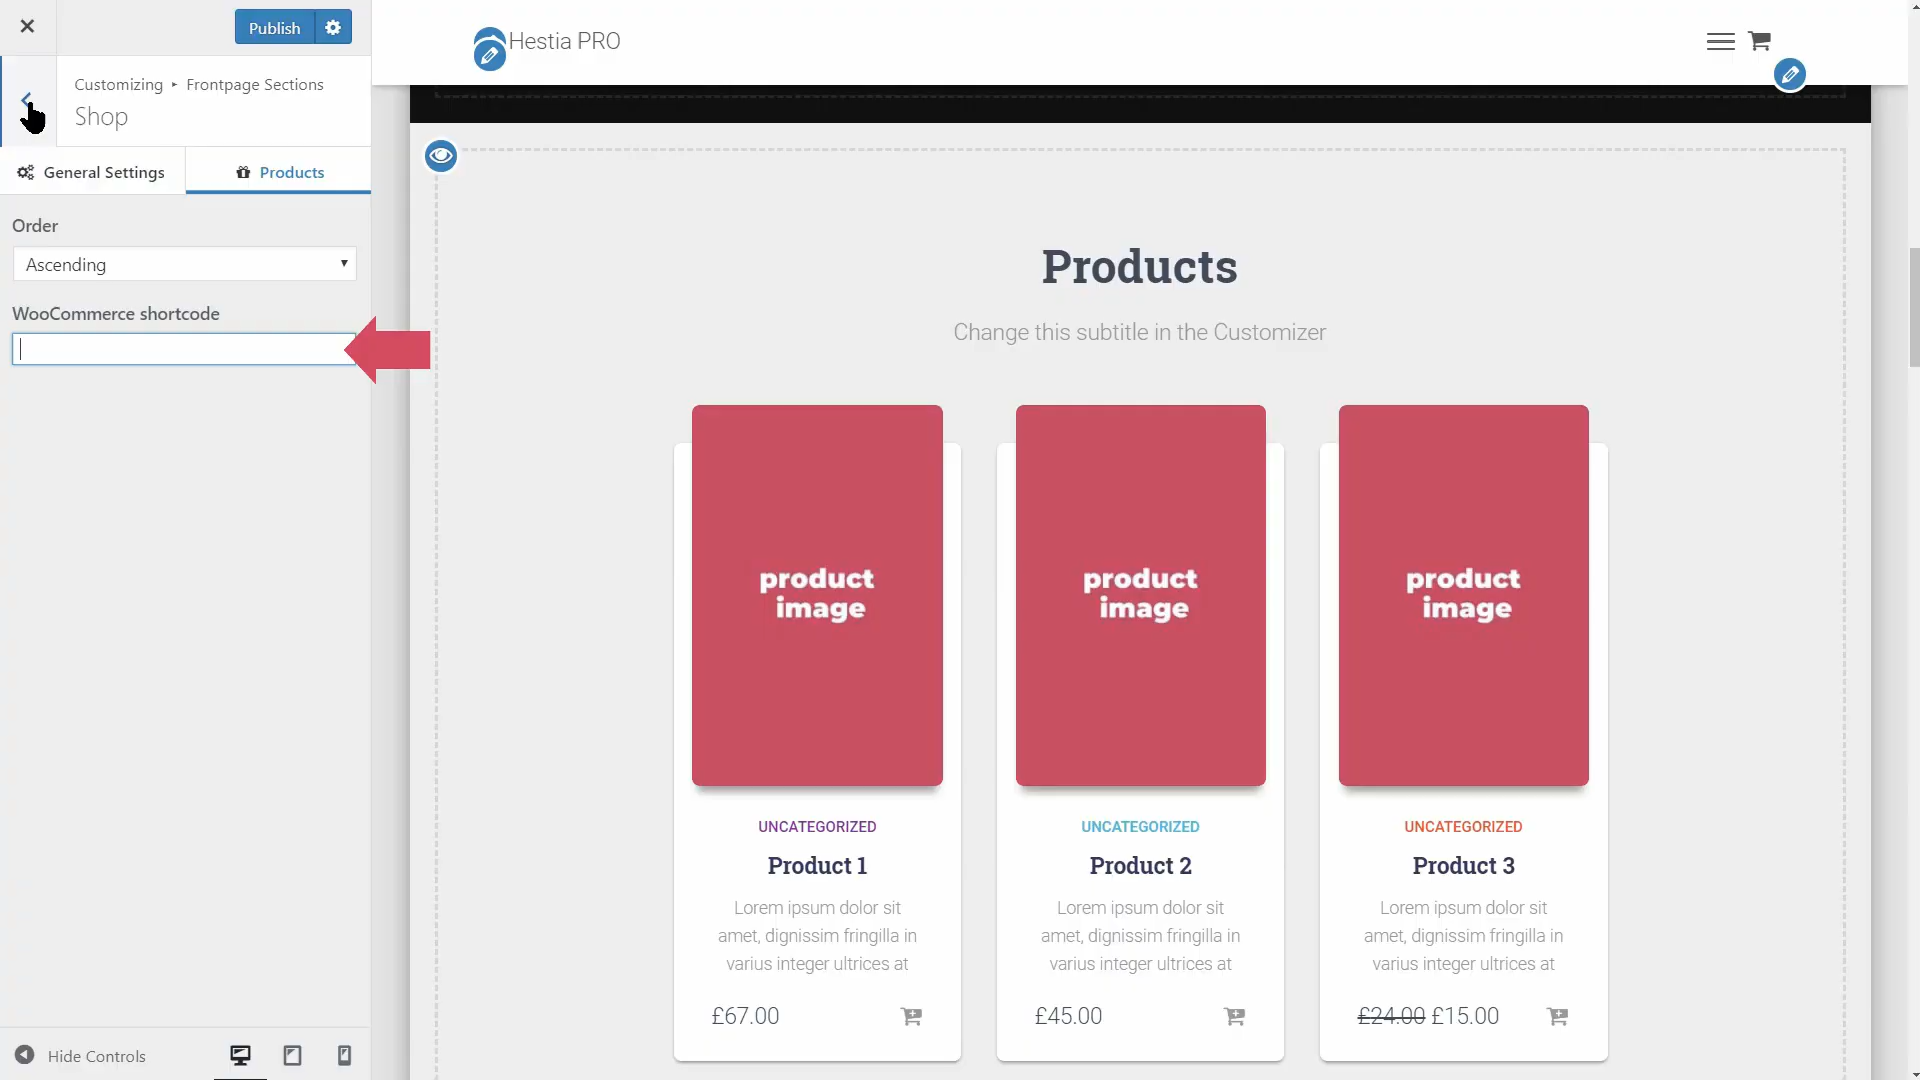 Publish
Customizing ▸ Frontpage Sections
Shop
General Settings
Products
Order
Ascending
WooCommerce shortcode
Hide Controls
Hestia PRO
Products
Change this subtitle in the Customizer
product
image
UNCATEGORIZED
Product 1
Lorem ipsum dolor sit
amet, dignissim fringilla in
varius integer ultrices at
£67.00
product
image
UNCATEGORIZED
Product 2
Lorem ipsum dolor sit
amet, dignissim fringilla in
varius integer ultrices at
£45.00
product
image
UNCATEGORIZED
Product 3
Lorem ipsum dolor sit
amet, dignissim fringilla in
varius integer ultrices at
£24.00 £15.00